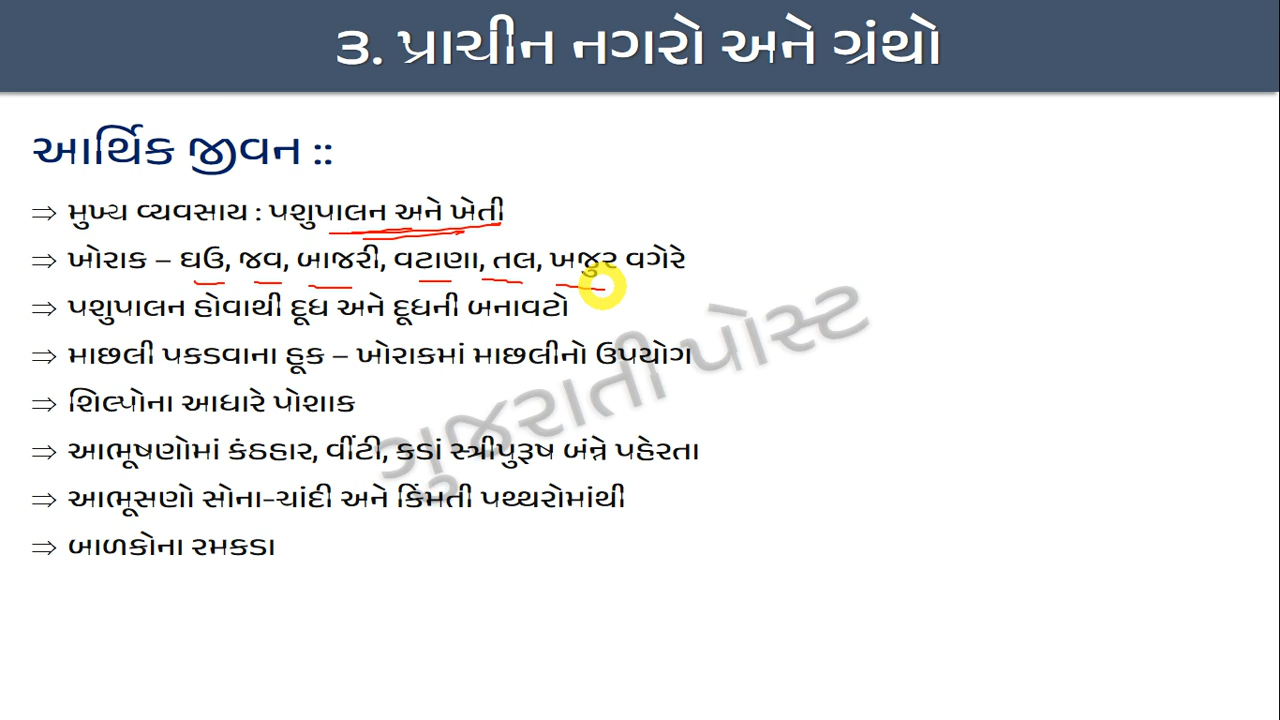 ૩. પ્રાચીન નગરો અને ગ્રંથો
આર્થિક જીવન ::
⇒ મુખ્ય વ્યવસાય : પશુપાલન અને ખેતી
⇒ ખોરાક – ઘઉ, જવ, બાજરી, વટાણા, તલ, ખજુર વગેરે
⇒ પશુપાલન હોવાથી દૂધ અને દૂધની બનાવટો
⇒ માછલી પકડવાના હૂક – ખોરાકમાં માછલીનો ઉપયોગ
⇒ શિલ્પોના આધારે પોશાક
⇒ આભૂષણોમાં કંઠહાર, વીંટી, કડાં સ્ત્રીપુરૂષ બંન્ને પહેરતા
⇒ આભૂસણો સોના-ચાંદી અને કિંમતી પથ્થરોમાંથી
⇒ બાળકોના રમકડા
ગુજરાતી પોસ્ટ